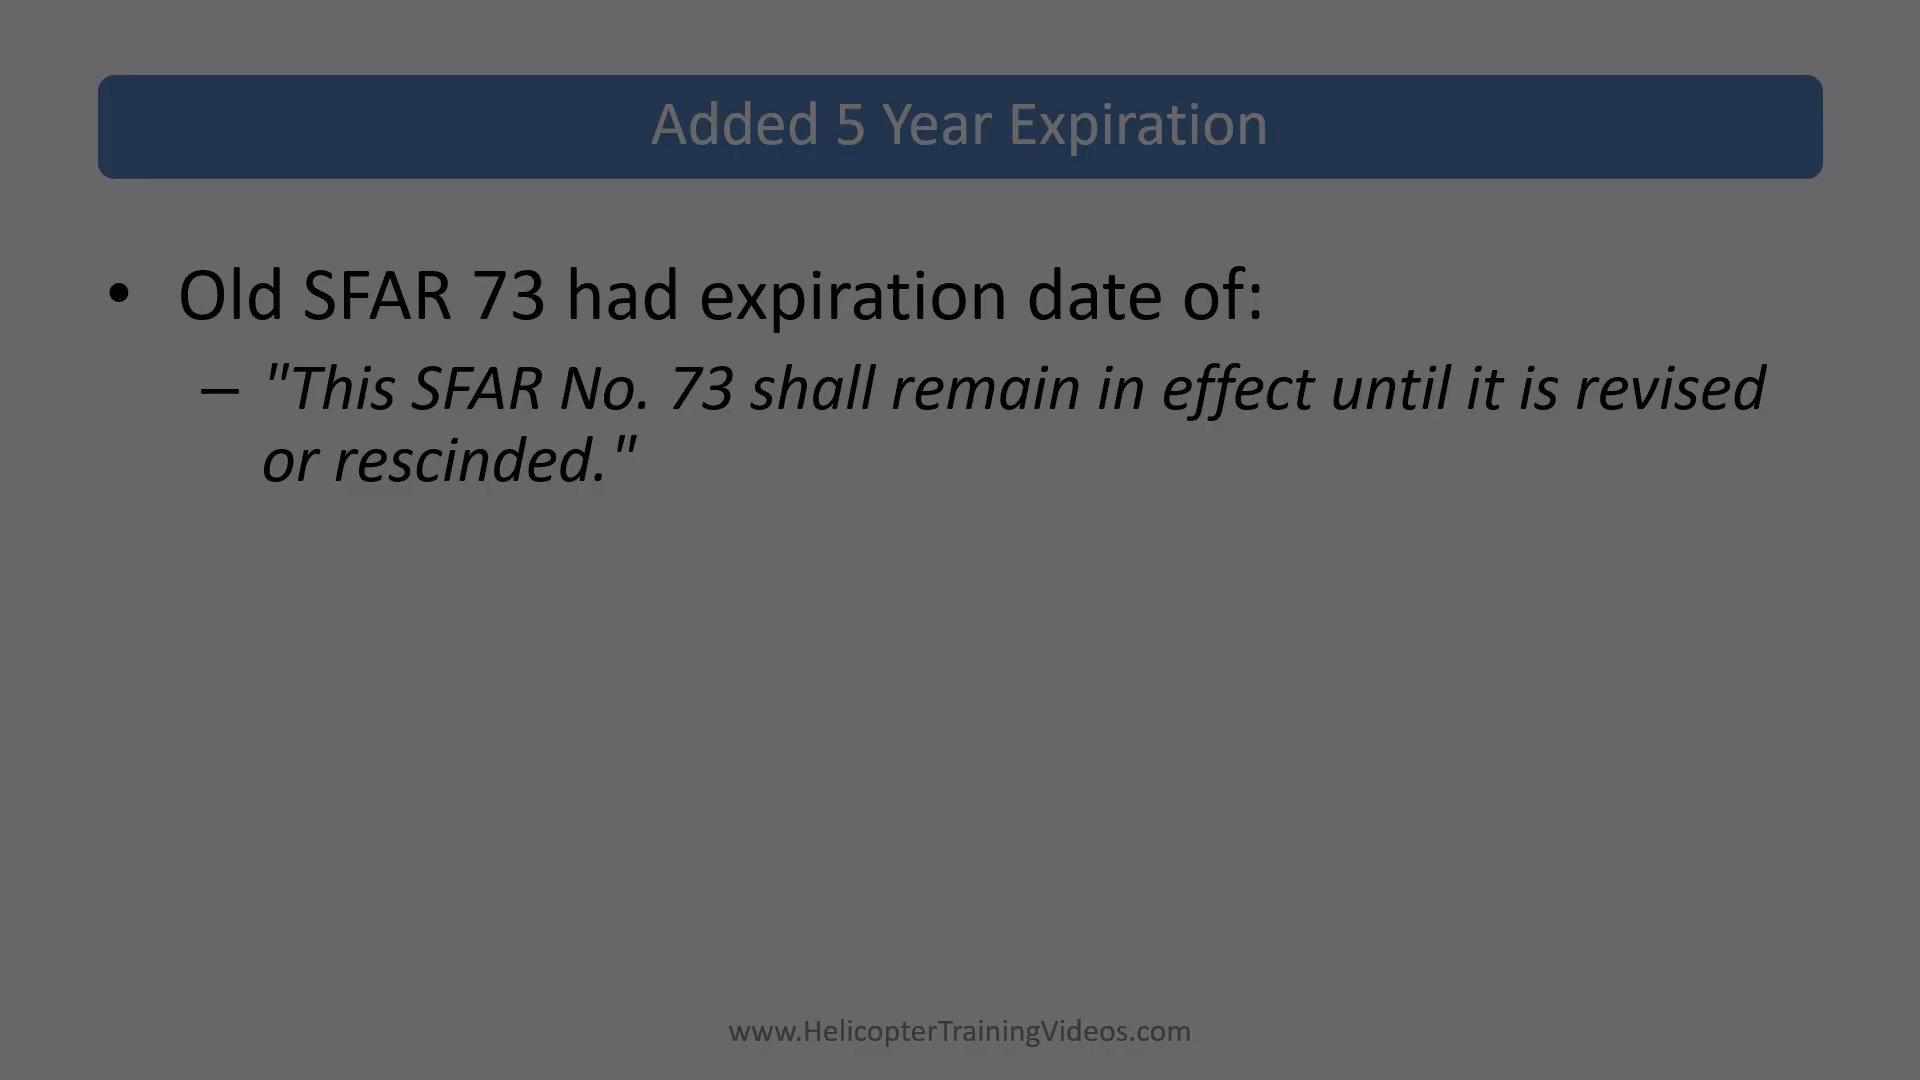 Added 5 Year Expiration
• Old SFAR 73 had expiration date of:
– "This SFAR No. 73 shall remain in effect until it is revised
or rescinded."
www.HelicopterTrainingVideos.com